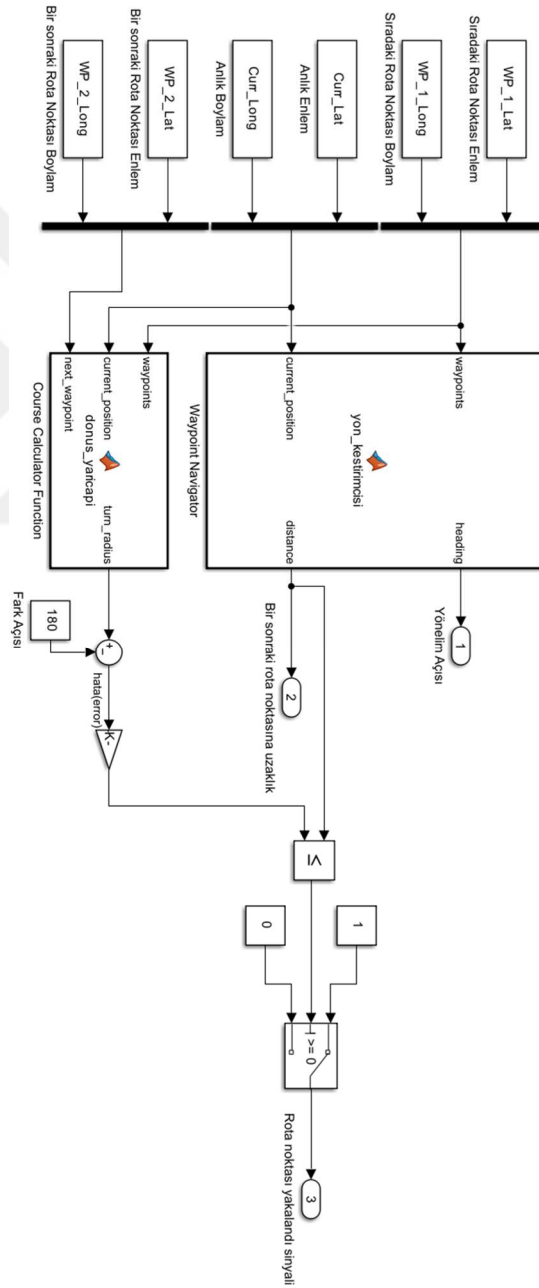 WP_1_Lat
Sıradaki Rota Noktası Enlem
WP_1_Long
Sıradaki Rota Noktası Boylam
Curr_Lat
Anlık Enlem
Curr_Long
Anlık Boylam
WP_2_Lat
Bir sonraki Rota Noktası Enlem
WP_2_Long
Bir sonraki Rota Noktası Boylam
waypoints
heading
yon_kestirimcisi
current_position
distance
Waypoint Navigator
waypoints
current_position
turn_radius
donus_yaricapi
next_waypoint
Course Calculator Function
1
Yönelim Açısı
2
Bir sonraki rota noktasına uzaklık
180
Fark Açısı
+
-
hata(error)
K-
≤
1
0
>= 0
3
Rota noktası yakalandı sinyali